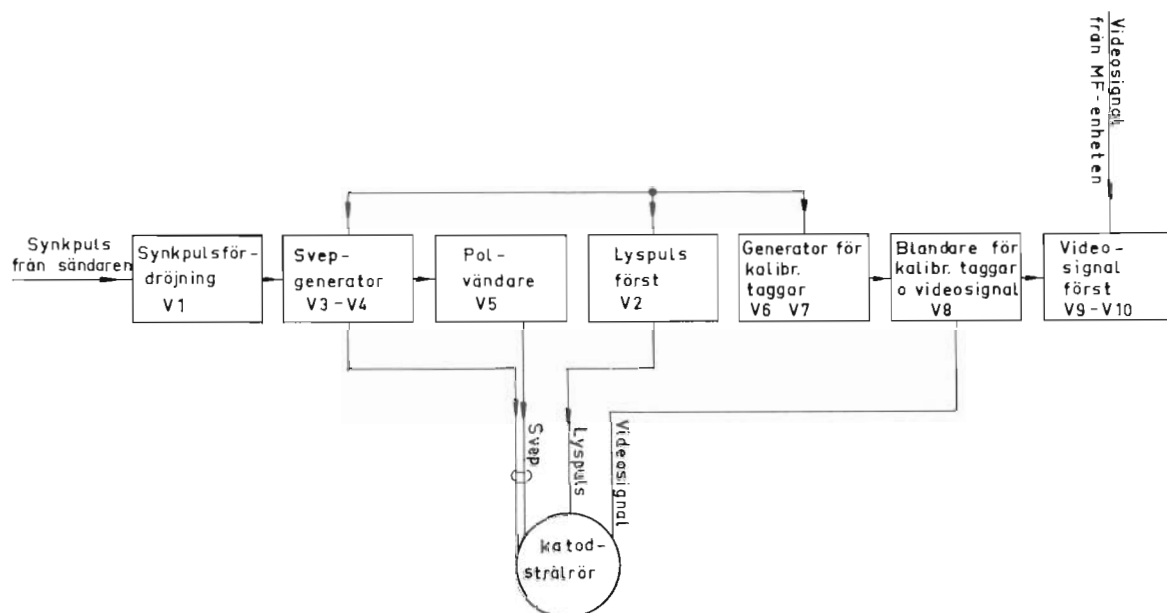 Videosignal
från MF-enheten
Synkpuls
från sändaren
Synkpulsför-
dröjning
V1
Svep-
generator
V3-V4
Pol-
vändare
V5
Lyspuls
först
V2
Generator för
kalibr.
taggar
V6 V7
Blandare för
kalibr. taggar
o videosignal
V8
Video-
signal
först
V9-V10
Svep
Lyspuls
Videosignal
katod-
strålrör